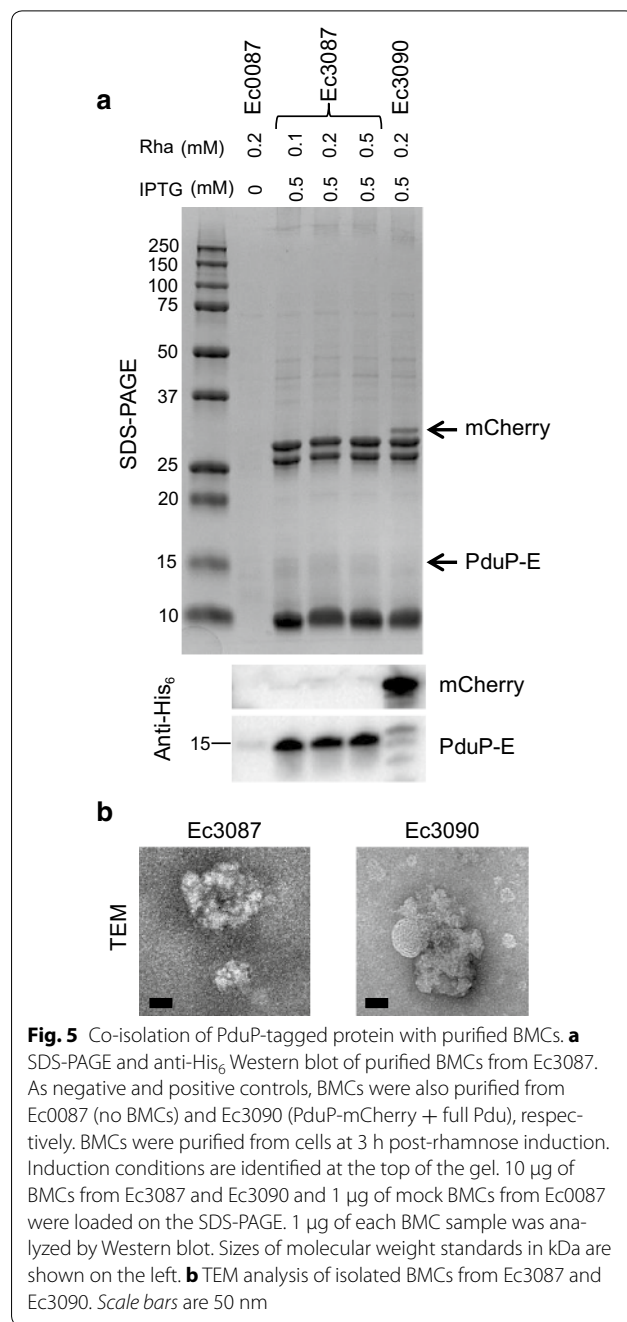 a
Ec0087
Ec3087
Ec3090
Rha (mM) 0.2 0.1 0.2 0.5 0.2
IPTG (mM) 0 0.5 0.5 0.5 0.5
SDS-PAGE
250
150
100
75
50
37
25
20
15
10
mCherry
PduP-E
Anti-His6
mCherry
15
PduP-E
b
Ec3087 Ec3090
TEM
Fig. 5 Co-isolation of PduP-tagged protein with purified BMCs. a
SDS-PAGE and anti-His6 Western blot of purified BMCs from Ec3087.
As negative and positive controls, BMCs were also purified from
Ec0087 (no BMCs) and Ec3090 (PduP-mCherry + full Pdu), respec-
tively. BMCs were purified from cells at 3 h post-rhamnose induction.
Induction conditions are identified at the top of the gel. 10 µg of
BMCs from Ec3087 and Ec3090 and 1 µg of mock BMCs from Ec0087
were loaded on the SDS-PAGE. 1 µg of each BMC sample was ana-
lyzed by Western blot. Sizes of molecular weight standards in kDa are
shown on the left. b TEM analysis of isolated BMCs from Ec3087 and
Ec3090. Scale bars are 50 nm